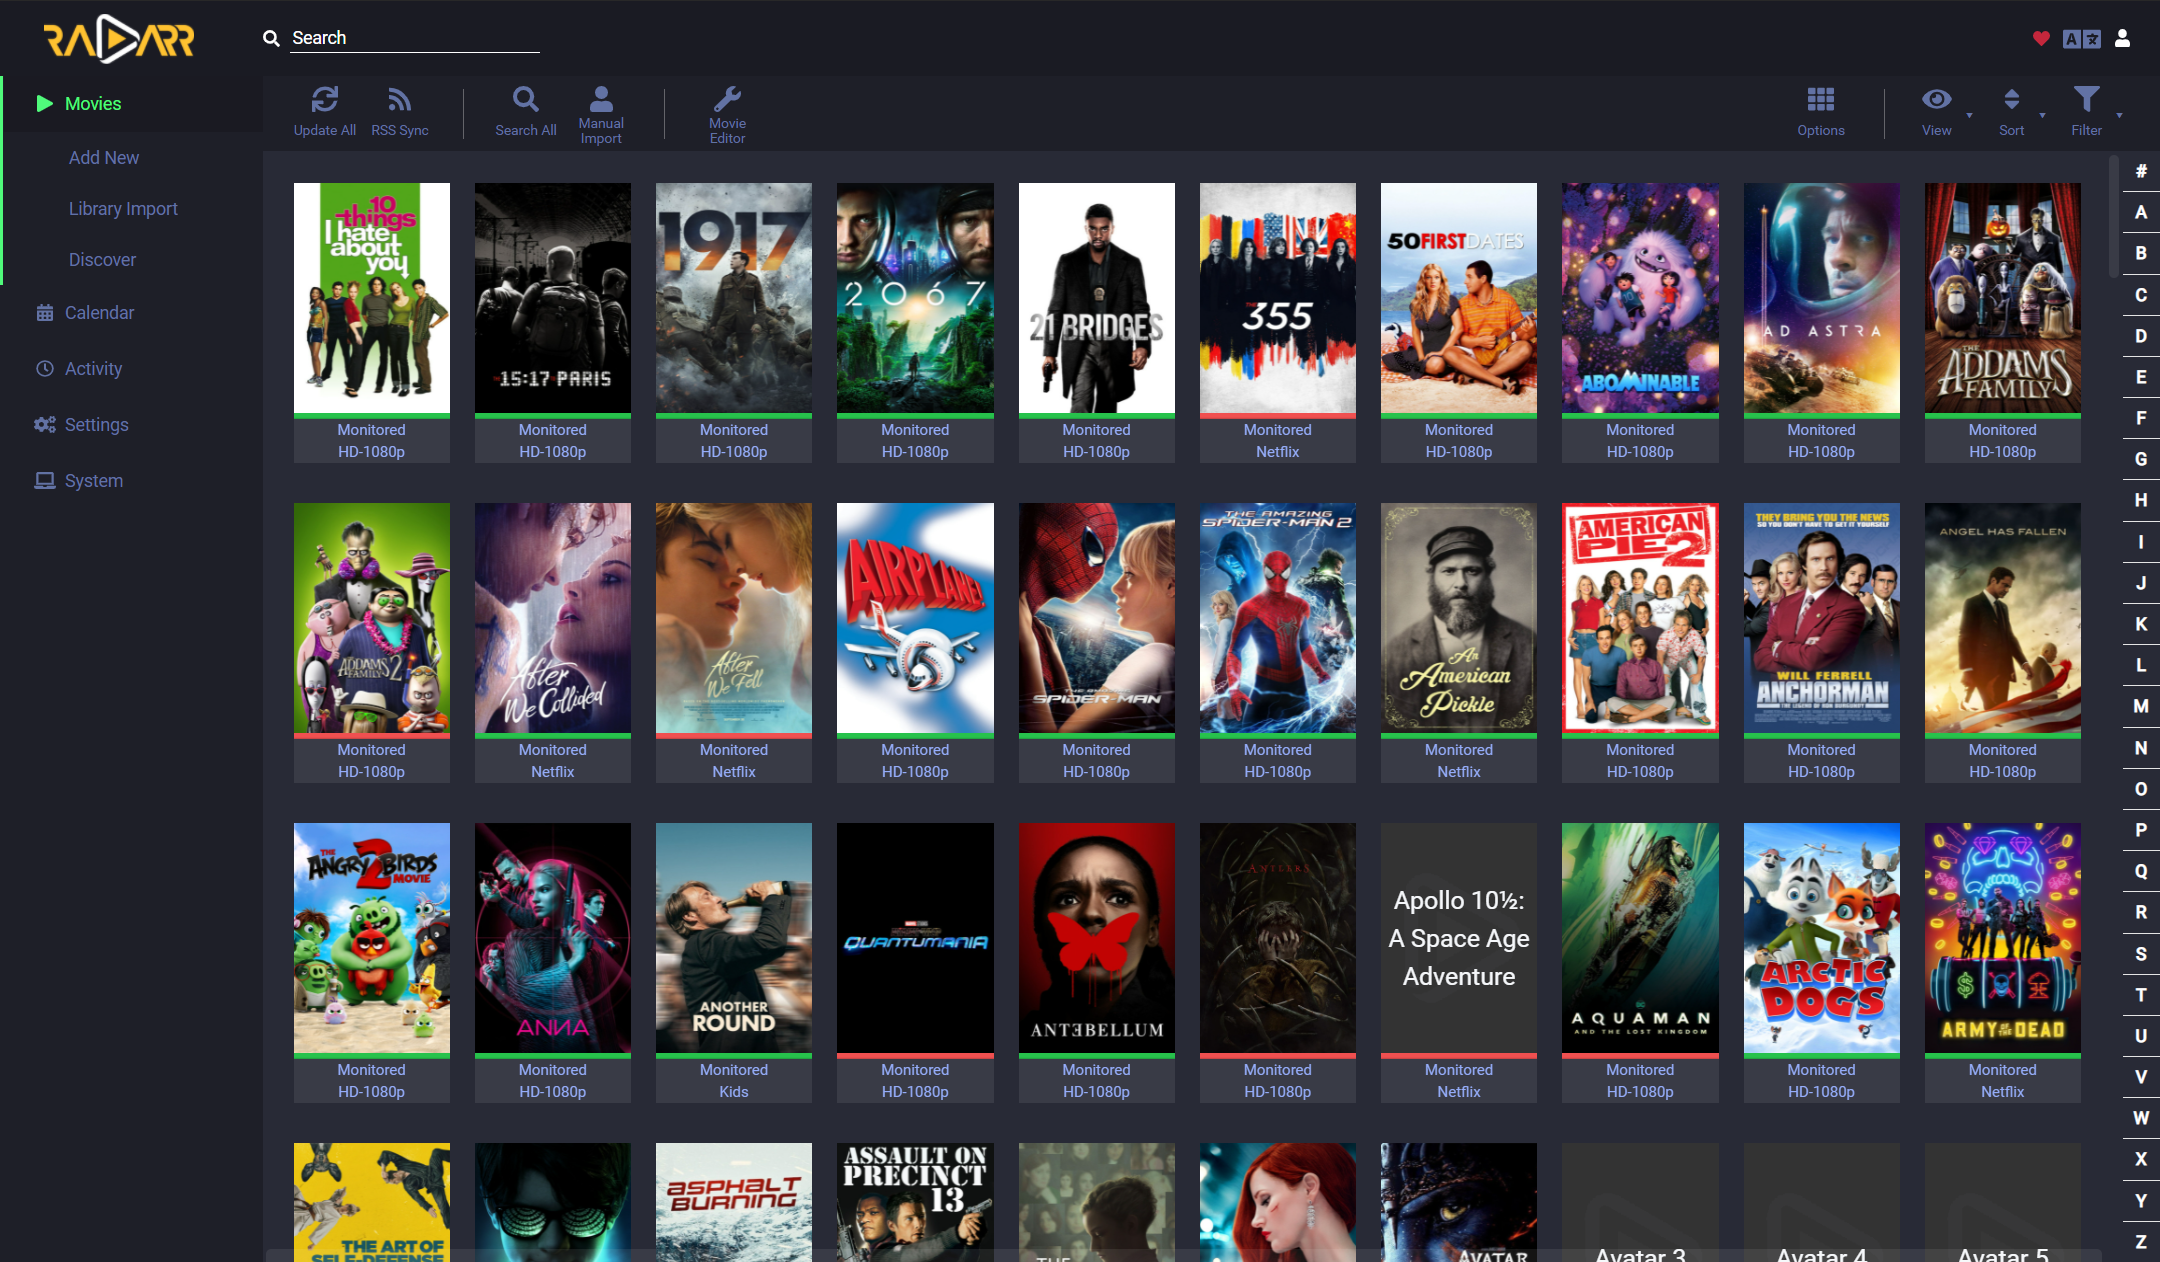 RADARR
Search
Movies
Add New
Library Import
Discover
Calendar
Activity
Settings
System
Update All
RSS Sync
Search All
Manual
Import
Movie
Editor
Options
View
Sort
Filter
10
things
I hate
about
you
Monitored
HD-1080p
15:17 PARIS
Monitored
HD-1080p
1917
Monitored
HD-1080p
2067
Monitored
HD-1080p
21 BRIDGES
Monitored
HD-1080p
THE
355
Monitored
Netflix
50 FIRST DATES
Monitored
HD-1080p
ABOMINABLE
Monitored
HD-1080p
AD ASTRA
Monitored
HD-1080p
THE
ADDAMS
FAMILY
Monitored
HD-1080p
THE
ADDAMS
FAMILY 2
Monitored
HD-1080p
After
We Collided
Monitored
Netflix
After
We Fell
Monitored
Netflix
AIRPLANE!
Monitored
HD-1080p
THE AMAZING
SPIDER-MAN
Monitored
HD-1080p
THE AMAZING
SPIDER-MAN 2
Monitored
HD-1080p
An
American
Pickle
Monitored
Netflix
AMERICAN
PIE 2
Monitored
HD-1080p
THEY BRING YOU THE NEWS
SO YOU DON'T HAVE TO GET IT YOURSELF
WILL FERRELL
ANCHORMAN
THE LEGEND OF RON BURGUNDY
Monitored
HD-1080p
ANGEL HAS FALLEN
Monitored
HD-1080p
THE
ANGRY BIRDS
2
MOVIE
Monitored
HD-1080p
ANNA
Monitored
HD-1080p
ANOTHER
ROUND
Monitored
Kids
QUANTUMANIA
Monitored
HD-1080p
ANTEBELLUM
Monitored
HD-1080p
ANTLERS
Monitored
HD-1080p
Apollo 10½:
A Space Age
Adventure
Monitored
Netflix
DC
AQUAMAN
AND THE LOST KINGDOM
Monitored
HD-1080p
ARCTIC
DOGS
Monitored
HD-1080p
ARMY OF THE DEAD
Monitored
Netflix
THE ART OF
SELF-DEFENSE
ASPHALT
BURNING
ASSAULT ON
PRECINCT
13
THE
AVATAR
Avatar 3
Avatar 4
Avatar 5
#
A
B
C
D
E
F
G
H
I
J
K
L
M
N
O
P
Q
R
S
T
U
V
W
X
Y
Z